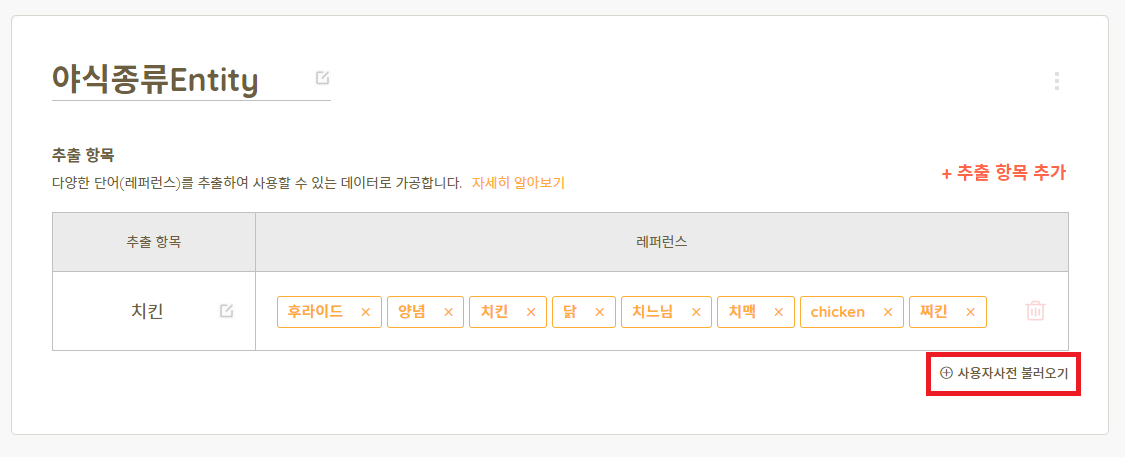 야식종류Entity
추출 항목
다양한 단어(레퍼런스)를 추출하여 사용할 수 있는 데이터로 가공합니다. 자세히 알아보기
+ 추출 항목 추가
추출 항목 레퍼런스
치킨 후라이드 × 양념 × 치킨 × 닭 × 치느님 × 치맥 × chicken × 찌킨 ×
⊕ 사용자사전 불러오기